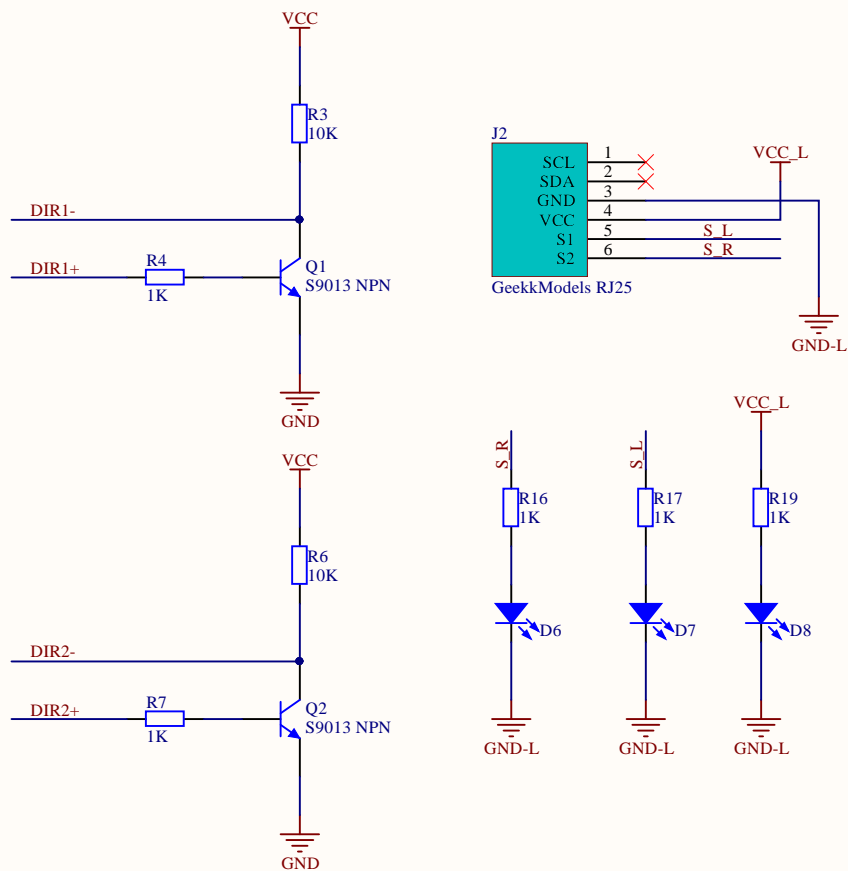 VCC
R3
10K
DIR1-
DIR1+
R4
1K
Q1
S9013 NPN
GND
VCC
R6
10K
DIR2-
DIR2+
R7
1K
Q2
S9013 NPN
GND
J2
SCL 1
SDA 2
GND 3
VCC 4
S1 5
S2 6
GeekkModels RJ25
VCC_L
S_L
S_R
GND-L
S_R
R16
1K
D6
GND-L
S_L
R17
1K
D7
GND-L
VCC_L
R19
1K
D8
GND-L